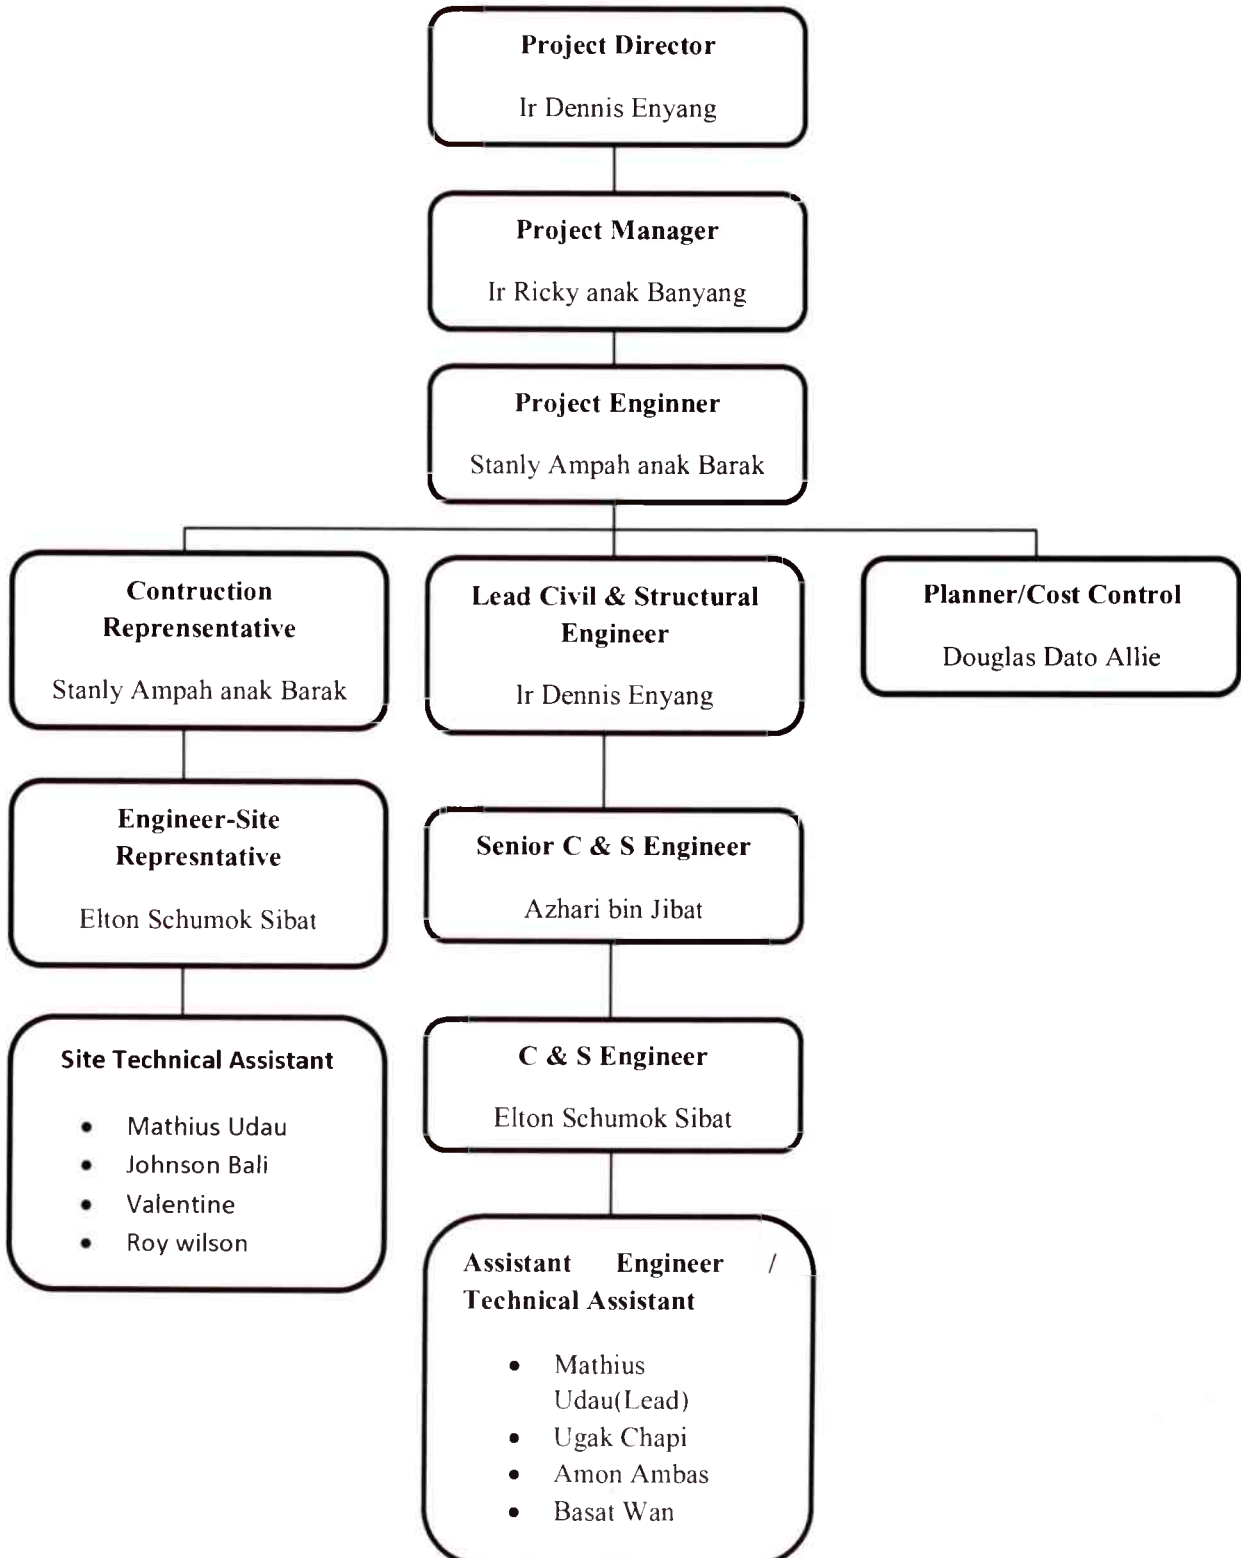 Project Director
Ir Dennis Enyang
Project Manager
Ir Ricky anak Banyang
Project Enginner
Stanly Ampah anak Barak
Contruction
Reprensentative
Stanly Ampah anak Barak
Lead Civil & Structural
Engineer
Ir Dennis Enyang
Planner/Cost Control
Douglas Dato Allie
Engineer-Site
Represntative
Elton Schumok Sibat
Senior C & S Engineer
Azhari bin Jibat
Site Technical Assistant
• Mathius Udau
• Johnson Bali
• Valentine
• Roy wilson
C & S Engineer
Elton Schumok Sibat
Assistant Engineer /
Technical Assistant
• Mathius
Udau(Lead)
• Ugak Chapi
• Amon Ambas
• Basat Wan